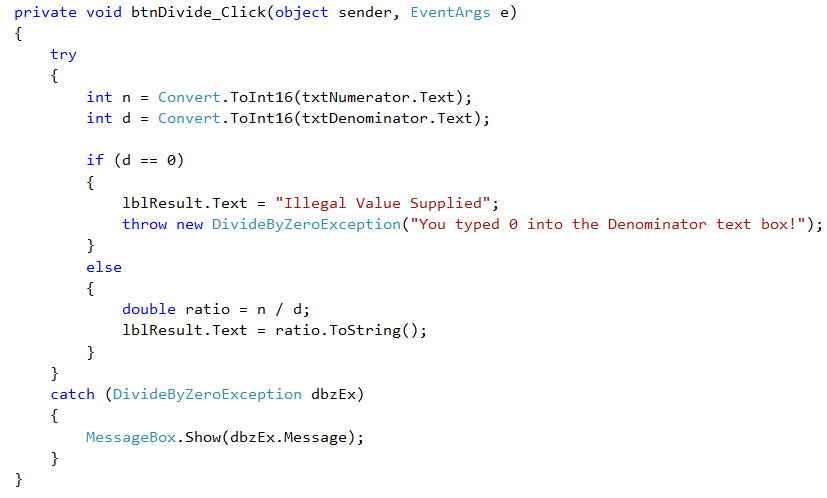 private void btnDivide_Click(object sender, EventArgs e)
{
    try
    {
        int n = Convert.ToInt16(txtNumerator.Text);
        int d = Convert.ToInt16(txtDenominator.Text);

        if (d == 0)
        {
            lblResult.Text = "Illegal Value Supplied";
            throw new DivideByZeroException("You typed 0 into the Denominator text box!");
        }
        else
        {
            double ratio = n / d;
            lblResult.Text = ratio.ToString();
        }
    }
    catch (DivideByZeroException dbzEx)
    {
        MessageBox.Show(dbzEx.Message);
    }
}